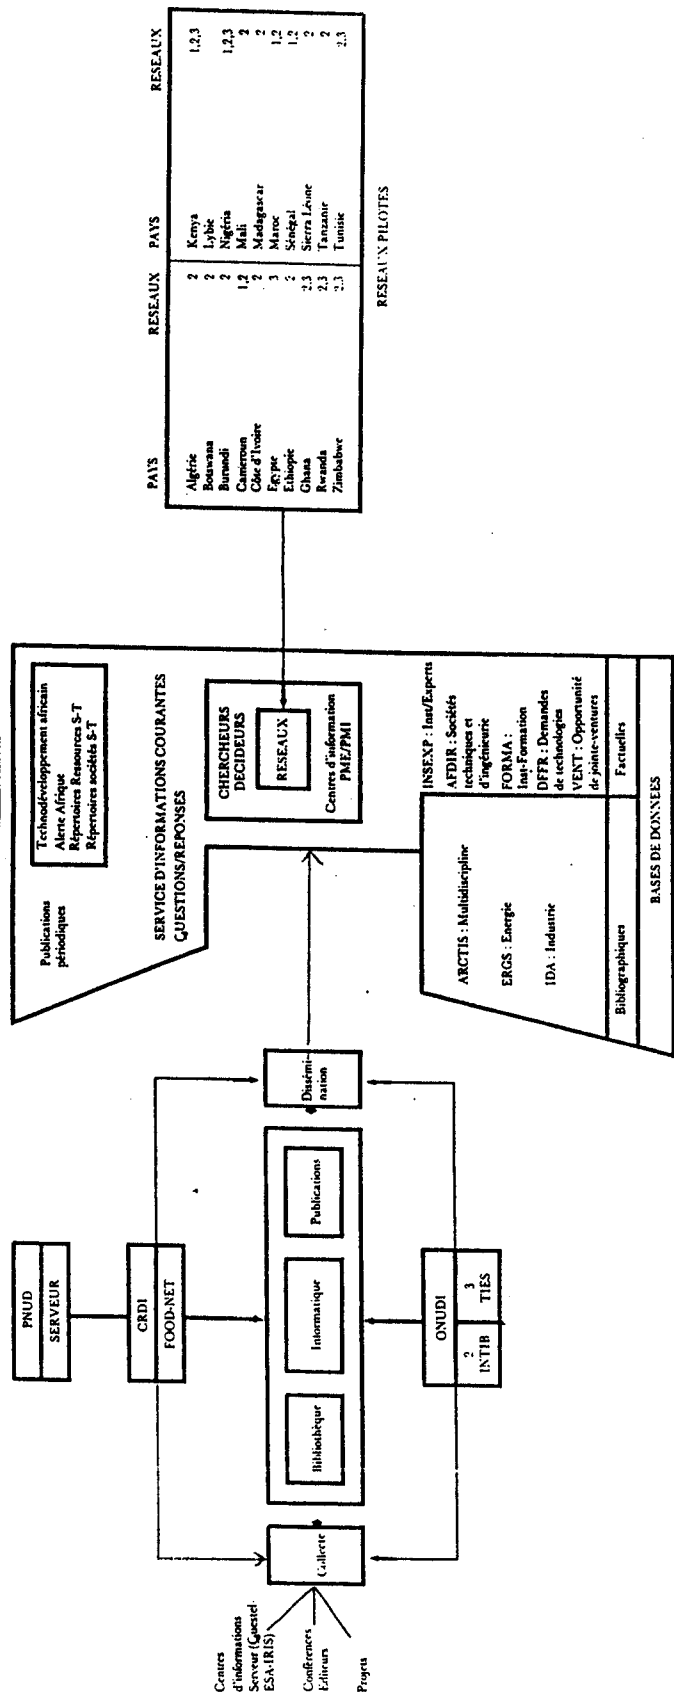 Centres
d'informations
Serveur (Questel-
ESA-IRIS)
Conférences
Editeurs
Projets
Collecte
PNUD
SERVEUR
CRDI
FOOD-NET
Bibliothèque
Informatique
Publications
ONUDI
2
INTIB
3
TIES
Dissémi-
nation
Publications
périodiques
Technodéveloppement africain
Alerte Afrique
Répertoires Ressources S-T
Répertoires sociétés S-T
SERVICE D'INFORMATIONS COURANTES
QUESTIONS/REPONSES
CHERCHEURS
DECIDEURS
RESEAUX
Centres d'information
PME/PMI
ARCTIS : Multidiscipline
ERGS : Energie
IDA : Industrie
INSEXP : Inst/Experts
AFDIR : Sociétés
techniques et
d'ingénieurie
FORMA :
Inst-Formation
DFFR : Demandes
de technologies
VENT : Opportunité
de jointe-ventures
Bibliographiques
Factuelles
BASES DE DONNEES
PAYS RESEAUX PAYS RESEAUX
Algérie 2 Kenya 1,2,3
Botswana 2 Lybie
Burundi 2 Nigéria 1,2,3
Cameroun 1,2 Mali 2
Côte d'Ivoire 2 Madagascar 2
Egypte 3 Maroc 1,2
Ethiopie 2 Sénégal 1,2
Ghana 2,3 Sierra Léone 2
Rwanda 2,3 Tanzanie 2
Zimbabwe 2,3 Tunisie 2,3
RESEAUX PILOTES